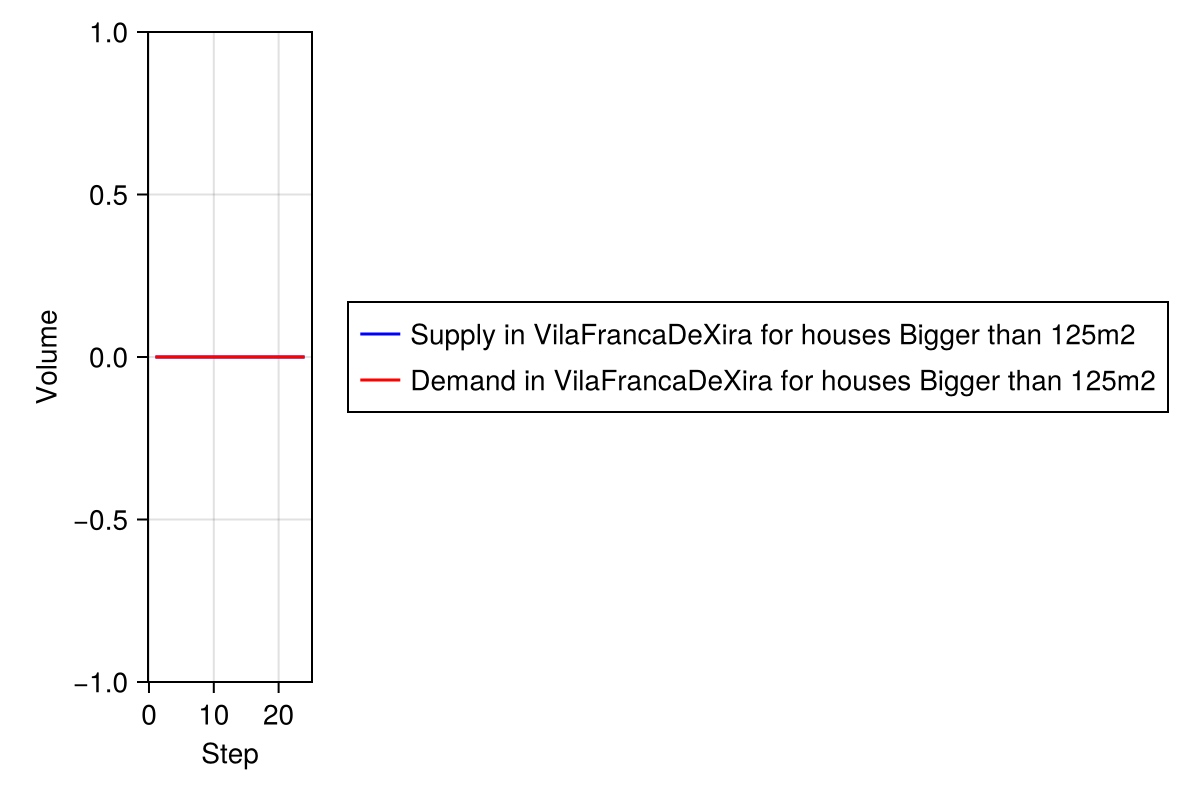 1.0
0.5
0.0
−0.5
−1.0
Volume
0 10 20
Step
Supply in VilaFrancaDeXira for houses Bigger than 125m2
Demand in VilaFrancaDeXira for houses Bigger than 125m2